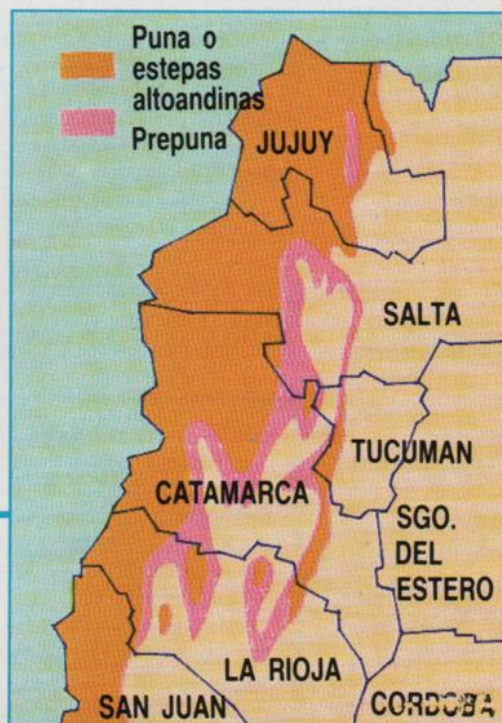 Puna o
estepas
altoandinas
Prepuna
JUJUY
SALTA
TUCUMAN
CATAMARCA
SGO.
DEL
ESTERO
LA RIOJA
SAN JUAN
CORDOBA